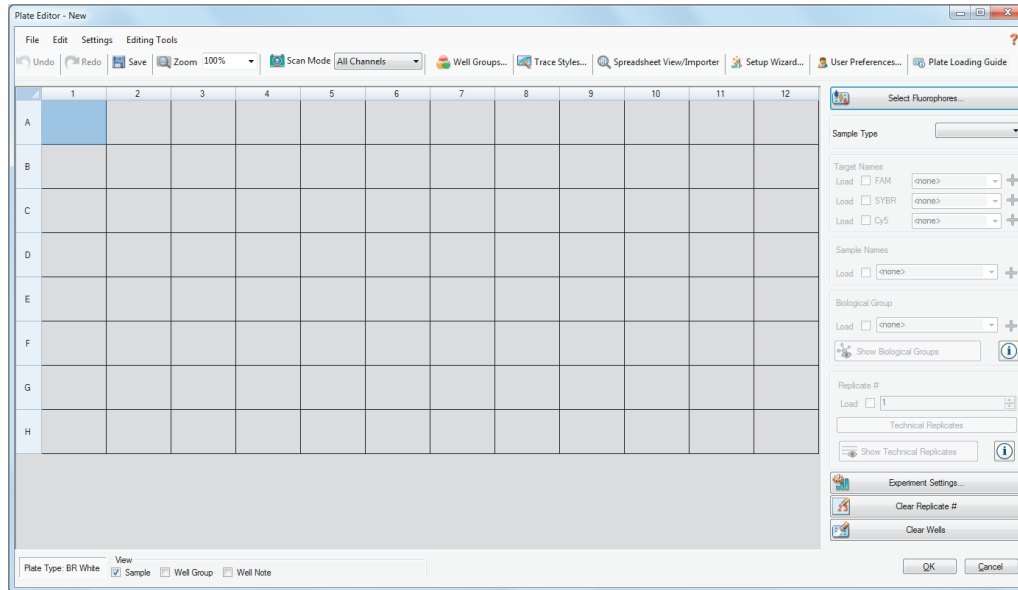 Plate Editor - New
File Edit Settings Editing Tools
?
Undo Redo Save Zoom 100% Scan Mode All Channels Well Groups... Trace Styles... Spreadsheet View/Importer Setup Wizard... User Preferences... Plate Loading Guide
1 2 3 4 5 6 7 8 9 10 11 12
A
B
C
D
E
F
G
H
Select Fluorophores...
Sample Type
Target Names
Load FAM <none>
Load SYBR <none>
Load Cy5 <none>
Sample Names
Load <none>
Biological Group
Load <none>
Show Biological Groups
Replicate #
Load 1
Technical Replicates
Show Technical Replicates
Experiment Settings...
Clear Replicate #
Clear Wells
Plate Type: BR White
View
Sample Well Group Well Note
OK Cancel